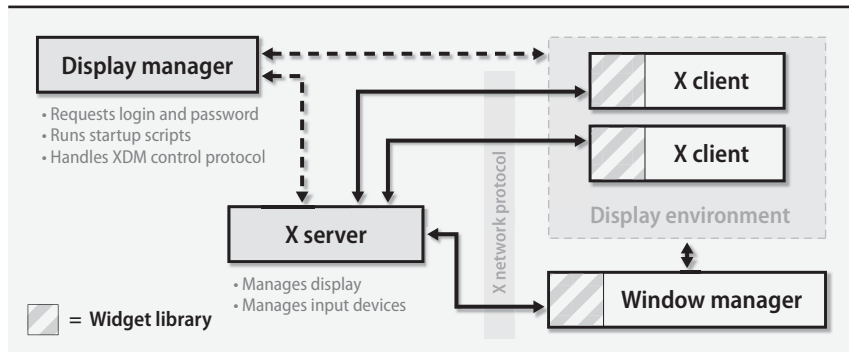 Display manager
• Requests login and password
• Runs startup scripts
• Handles XDM control protocol
X client
X client
Display environment
X network protocol
X server
• Manages display
• Manages input devices
Window manager
= Widget library